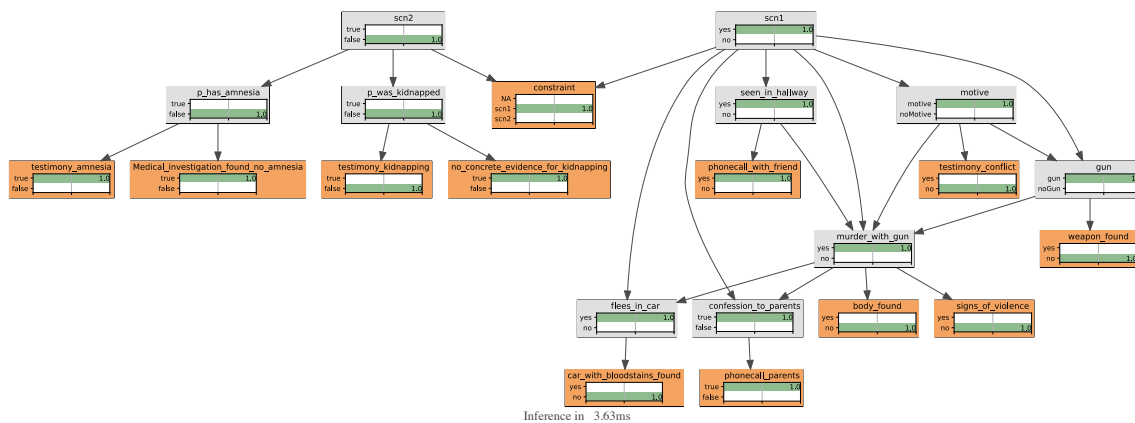 scn2
true
false 1.0
scn1
yes 1.0
no
p_has_amnesia
true
false 1.0
p_was_kidnapped
true
false 1.0
constraint
NA
scn1 1.0
scn2
seen_in_hallway
yes 1.0
no
motive
motive 1.0
noMotive
testimony_amnesia
true 1.0
false
Medical_investigation_found_no_amnesia
true 1.0
false
testimony_kidnapping
true
false 1.0
no_concrete_evidence_for_kidnapping
true 1.0
false
phonecall_with_friend
yes 1.0
no
testimony_conflict
yes
no 1.0
gun
gun 1
noGun
murder_with_gun
yes 1.0
no
weapon_found
yes
no 1.0
flees_in_car
yes 1.0
no
confession_to_parents
true 1.0
false
body_found
yes
no 1.0
signs_of_violence
yes
no 1.0
car_with_bloodstains_found
yes
no 1.0
phonecall_parents
true 1.0
false
Inference in 3.63ms